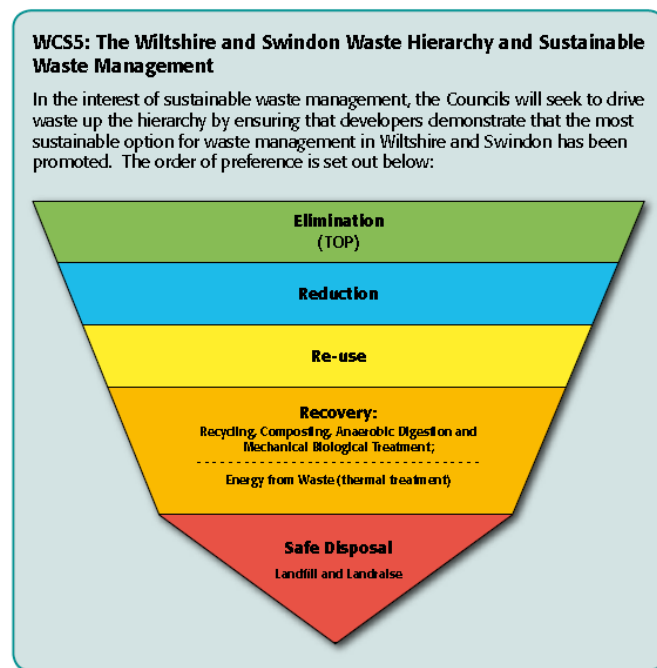 WCS5: The Wiltshire and Swindon Waste Hierarchy and Sustainable
Waste Management
In the interest of sustainable waste management, the Councils will seek to drive
waste up the hierarchy by ensuring that developers demonstrate that the most
sustainable option for waste management in Wiltshire and Swindon has been
promoted. The order of preference is set out below:
Elimination
(TOP)
Reduction
Re-use
Recovery:
Recycling, Composting, Anaerobic Digestion and
Mechanical Biological Treatment;
Energy from Waste (thermal treatment)
Safe Disposal
Landfill and Landraise